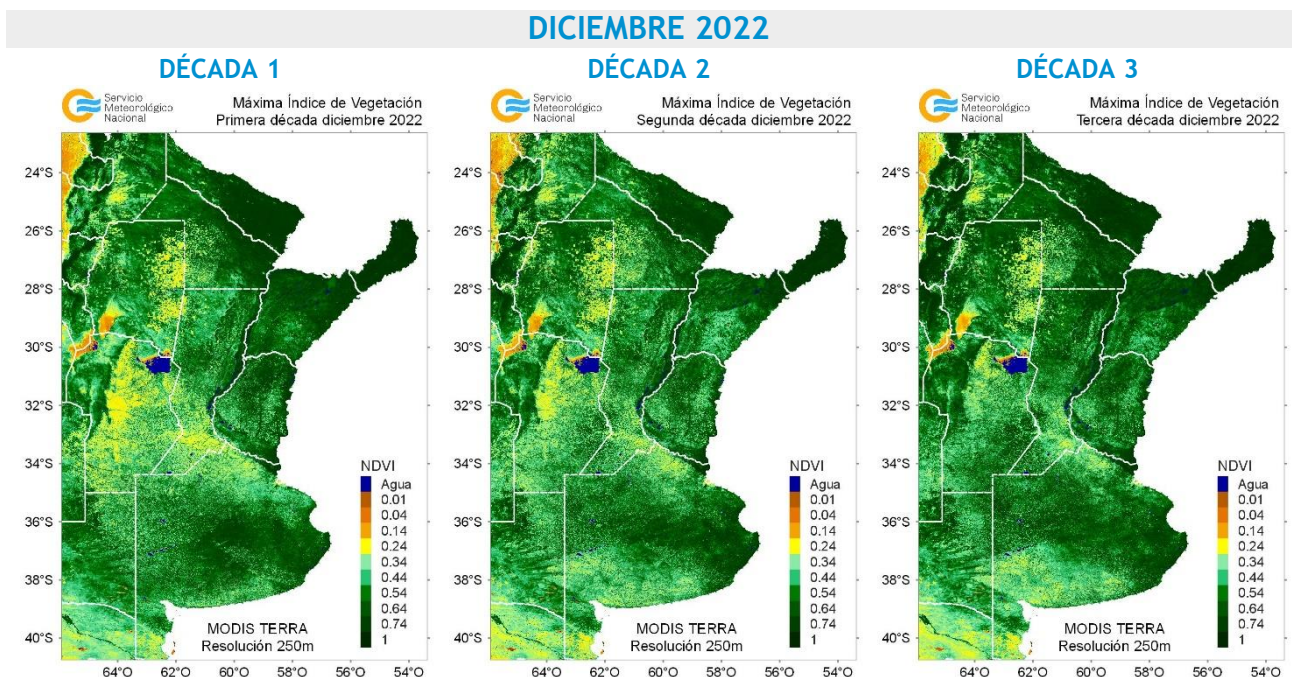 DICIEMBRE 2022
DÉCADA 1
Servicio
Meteorológico
Nacional
Máxima Índice de Vegetación
Primera década diciembre 2022
24°S
26°S
28°S
30°S
32°S
34°S
36°S
38°S
40°S
NDVI
Agua
0.01
0.04
0.14
0.24
0.34
0.44
0.54
0.64
0.74
1
MODIS TERRA
Resolución 250m
64°O 62°O 60°O 58°O 56°O 54°O
DÉCADA 2
Servicio
Meteorológico
Nacional
Máxima Índice de Vegetación
Segunda década diciembre 2022
24°S
26°S
28°S
30°S
32°S
34°S
36°S
38°S
40°S
NDVI
Agua
0.01
0.04
0.14
0.24
0.34
0.44
0.54
0.64
0.74
1
MODIS TERRA
Resolución 250m
64°O 62°O 60°O 58°O 56°O 54°O
DÉCADA 3
Servicio
Meteorológico
Nacional
Máxima Índice de Vegetación
Tercera década diciembre 2022
24°S
26°S
28°S
30°S
32°S
34°S
36°S
38°S
40°S
NDVI
Agua
0.01
0.04
0.14
0.24
0.34
0.44
0.54
0.64
0.74
1
MODIS TERRA
Resolución 250m
64°O 62°O 60°O 58°O 56°O 54°O